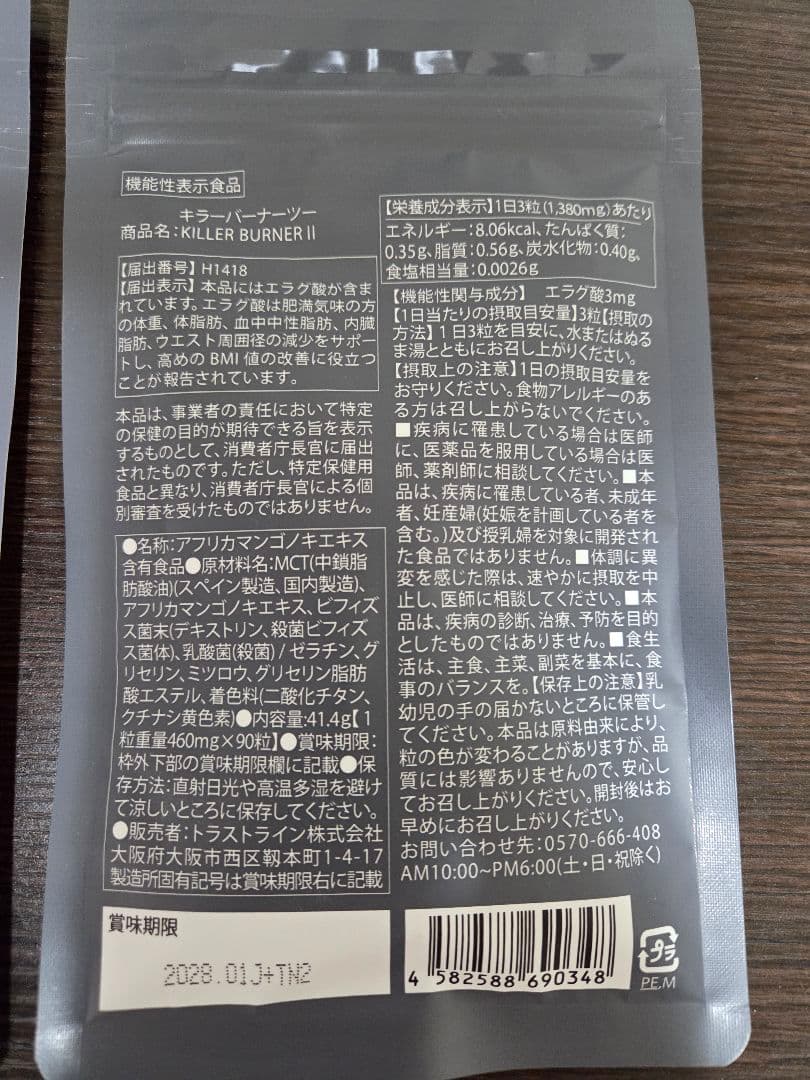 機能性表示食品
キラーバーナーツー
商品名：KILLER BURNERⅡ
【届出番号】H1418
【届出表示】本品にはエラグ酸が含ま
れています。エラグ酸は肥満気味の方
の体重、体脂肪、血中中性脂肪、内臓
脂肪、ウエスト周囲径の減少をサポー
トし、高めのBMI値の改善に役立つ
ことが報告されています。
本品は、事業者の責任において特定
の保健の目的が期待できる旨を表示
するものとして、消費者庁長官に届出
されたものです。ただし、特定保健用
食品と異なり、消費者庁長官による個
別審査を受けたものではありません。
●名称：アフリカマンゴノキエキス
含有食品●原材料名：MCT（中鎖脂
肪酸油）（スペイン製造、国内製造）、
アフリカマンゴノキエキス、ビフィズ
ス菌末（デキストリン、殺菌ビフィズ
ス菌体）、乳酸菌（殺菌）/ゼラチン、グ
リセリン、ミツロウ、グリセリン脂肪
酸エステル、着色料（二酸化チタン、
クチナシ黄色素）●内容量：41.4g【1
粒重量460mg×90粒】●賞味期限：
枠外下部の賞味期限欄に記載●保
存方法：直射日光や高温多湿を避け
て涼しいところに保存してください。
●販売者：トラストライン株式会社
大阪府大阪市西区靱本町1-4-17
製造所固有記号は賞味期限右に記載
賞味期限
2028.01J+TN2
【栄養成分表示】1日3粒（1,380mg）あたり
エネルギー：8.06kcal、たんぱく質：
0.35g、脂質：0.56g、炭水化物：0.40g、
食塩相当量：0.0026g
【機能性関与成分】 エラグ酸3mg
【1日当たりの摂取目安量】3粒【摂取の
方法】1日3粒を目安に、水またはぬる
ま湯とともにお召し上がりください。
【摂取上の注意】1日の摂取目安量を
お守りください。食物アレルギーのあ
る方は召し上がらないでください。
■疾病に罹患している場合は医師
に、医薬品を服用している場合は医
師、薬剤師に相談してください。■本
品は、疾病に罹患している者、未成年
者、妊産婦（妊娠を計画している者を
含む。）及び授乳婦を対象に開発され
た食品ではありません。■体調に異
変を感じた際は、速やかに摂取を中
止し、医師に相談してください。■本
品は、疾病の診断、治療、予防を目的
としたものではありません。■食生
活は、主食、主菜、副菜を基本に、食
事のバランスを。【保存上の注意】乳
幼児の手の届かないところに保管し
てください。本品は原料由来により、
粒の色が変わることがありますが、品
質には影響ありませんので、安心し
てお召し上がりください。開封後はお
早めにお召し上がりください。
お問い合わせ先：0570-666-408
AM10:00~PM6:00（土・日・祝除く）
4 582588 690348
プラ
PE,M